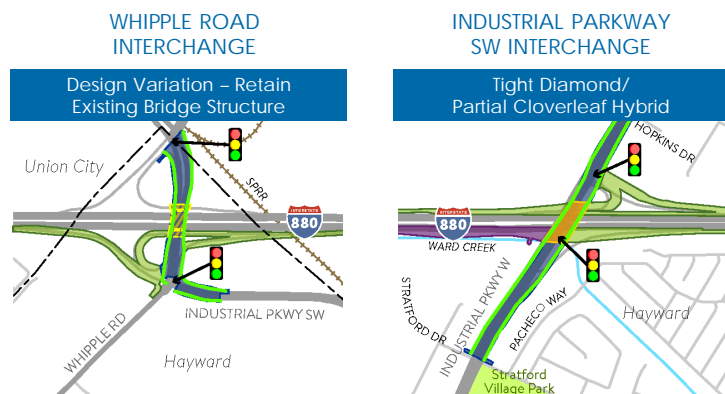 WHIPPLE ROAD
INTERCHANGE
Design Variation – Retain
Existing Bridge Structure
Union City
SPRR
INTERSTATE
880
WHIPPLE RD
INDUSTRIAL PKWY SW
Hayward
INDUSTRIAL PARKWAY
SW INTERCHANGE
Tight Diamond/
Partial Cloverleaf Hybrid
HOPKINS DR
INTERSTATE
880
WARD CREEK
STRATFORD DR
INDUSTRIAL PKWY W
PACHECO WAY
Hayward
Stratford
Village Park